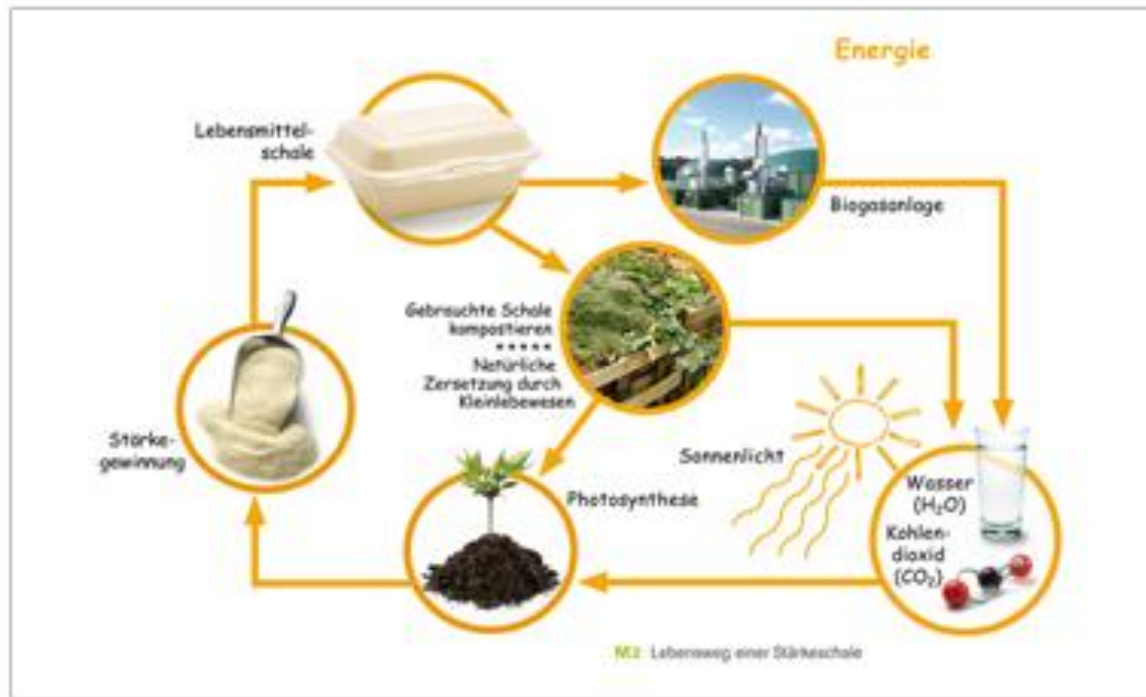 Energie
Lebensmittel-
schale
Biogasanlage
Gebrauchte Schale
kompostieren
*****
Natürliche
Zersetzung durch
Kleinlebewesen
Stärke-
gewinnung
Sonnenlicht
Photosynthese
Wasser
(H₂O)
Kohlen-
dioxid
(CO₂)
M2 Lebensweg einer Stärkeschale